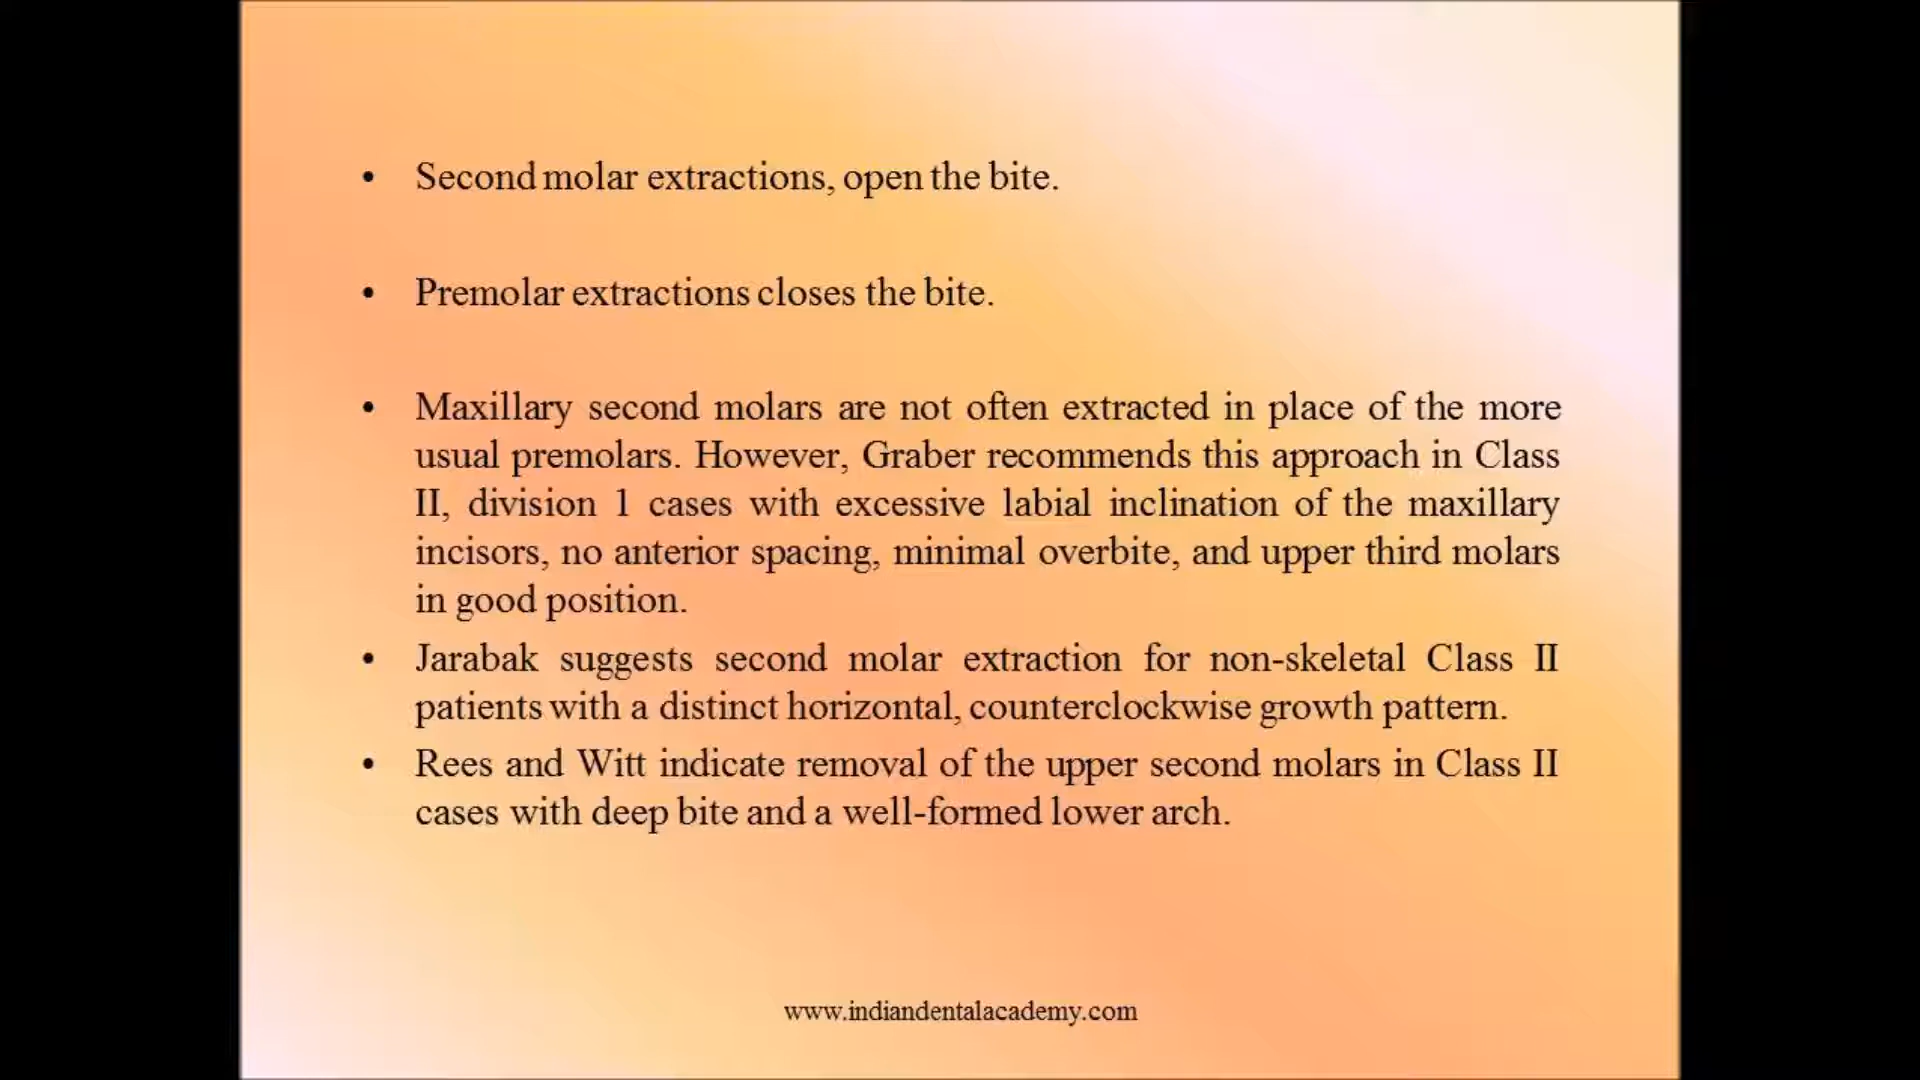 • Second molar extractions, open the bite.
• Premolar extractions closes the bite.
• Maxillary second molars are not often extracted in place of the more
usual premolars. However, Graber recommends this approach in Class
II, division 1 cases with excessive labial inclination of the maxillary
incisors, no anterior spacing, minimal overbite, and upper third molars
in good position.
• Jarabak suggests second molar extraction for non-skeletal Class II
patients with a distinct horizontal, counterclockwise growth pattern.
• Rees and Witt indicate removal of the upper second molars in Class II
cases with deep bite and a well-formed lower arch.
www.indiandentalacademy.com